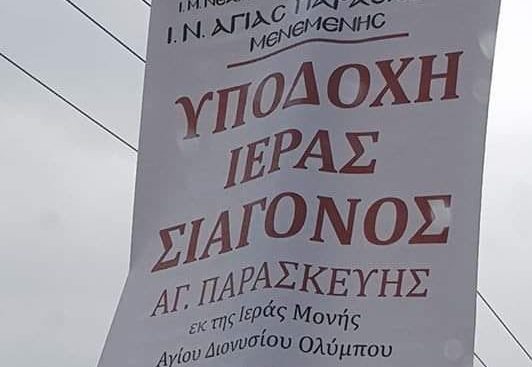 Ι. Ν. ΑΓΙΑΣ
ΜΕΝΕΜΕΝΗΣ
ΥΠΟΔΟΧΗ
ΙΕΡΑΣ
ΣΙΑΓΟΝΟΣ
ΑΓ. ΠΑΡΑΣΚΕΥΗΣ
εκ της Ιεράς Μονής
Αγίου Διονυσίου Ολύμπου